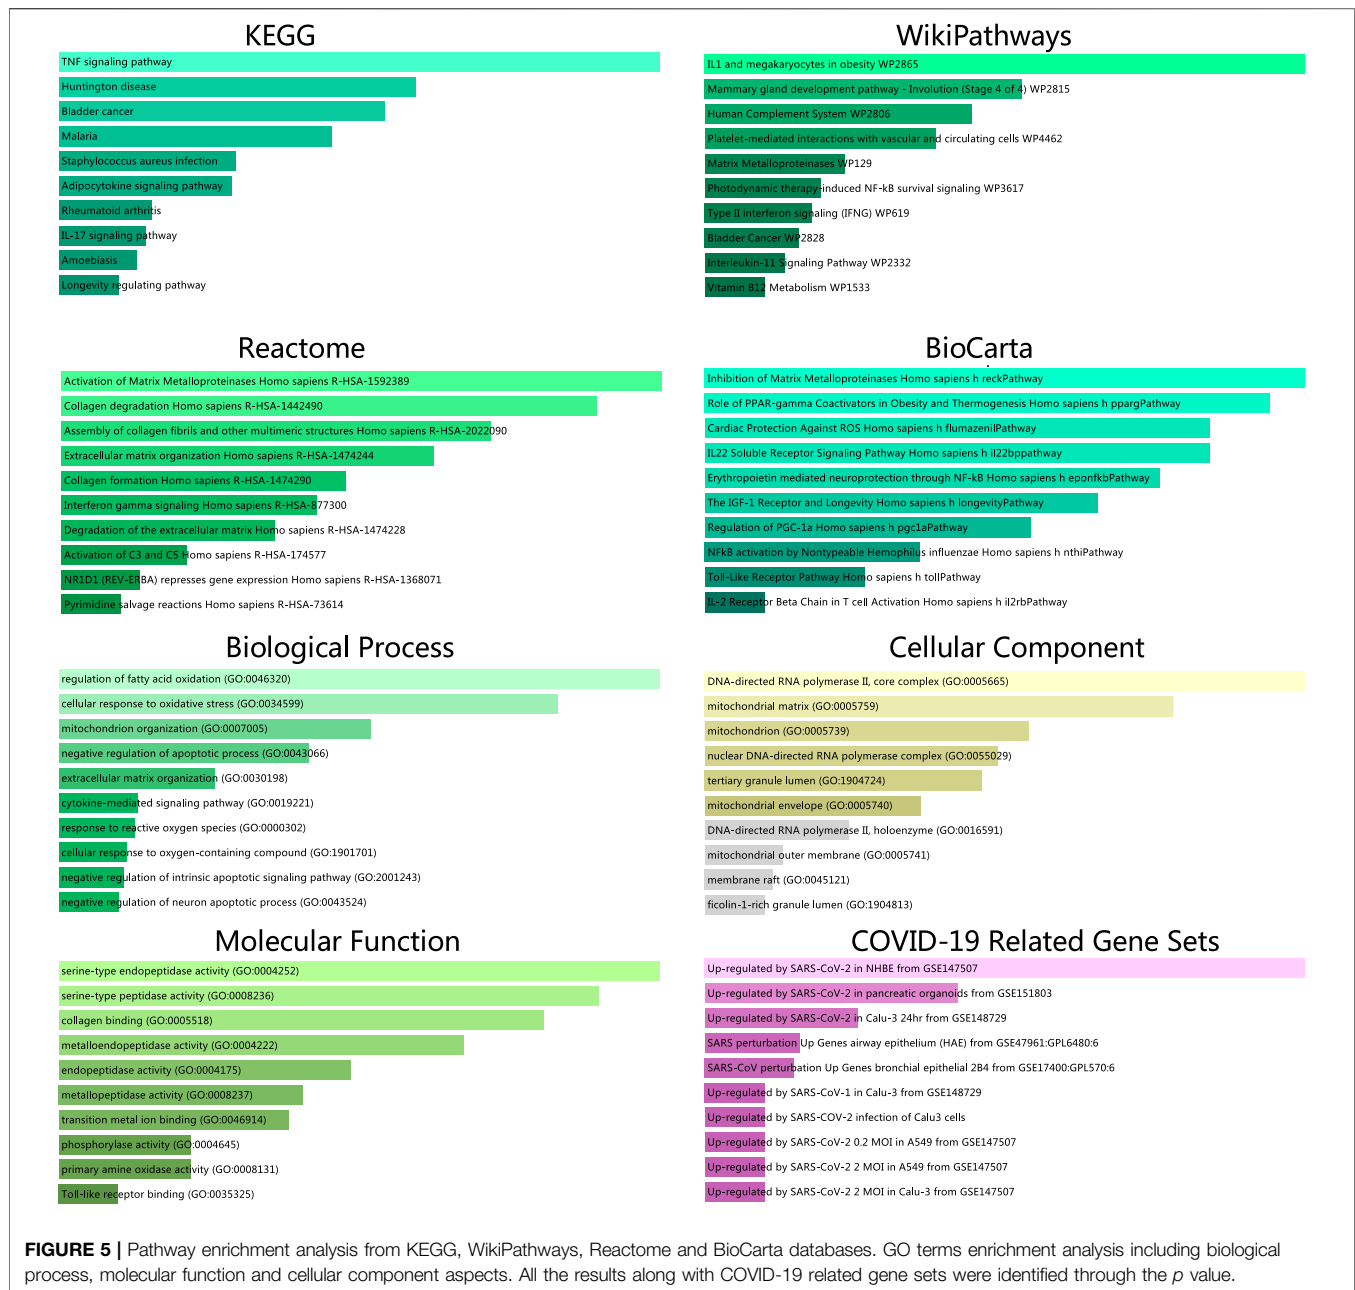 KEGG
TNF signaling pathway
Huntington disease
Bladder cancer
Malaria
Staphylococcus aureus infection
Adipocytokine signaling pathway
Rheumatoid arthritis
IL-17 signaling pathway
Amoebiasis
Longevity regulating pathway
WikiPathways
IL1 and megakaryocytes in obesity WP2865
Mammary gland development pathway - Involution (Stage 4 of 4) WP2815
Human Complement System WP2806
Platelet-mediated interactions with vascular and circulating cells WP4462
Matrix Metalloproteinases WP129
Photodynamic therapy-induced NF-kB survival signaling WP3617
Type II interferon signaling (IFNG) WP619
Bladder Cancer WP2828
Interleukin-11 Signaling Pathway WP2332
Vitamin B12 Metabolism WP1533
Reactome
Activation of Matrix Metalloproteinases Homo sapiens R-HSA-1592389
Collagen degradation Homo sapiens R-HSA-1442490
Assembly of collagen fibrils and other multimeric structures Homo sapiens R-HSA-2022090
Extracellular matrix organization Homo sapiens R-HSA-1474244
Collagen formation Homo sapiens R-HSA-1474290
Interferon gamma signaling Homo sapiens R-HSA-877300
Degradation of the extracellular matrix Homo sapiens R-HSA-1474228
Activation of C3 and C5 Homo sapiens R-HSA-174577
NR1D1 (REV-ERBA) represses gene expression Homo sapiens R-HSA-1368071
Pyrimidine salvage reactions Homo sapiens R-HSA-73614
BioCarta
Inhibition of Matrix Metalloproteinases Homo sapiens h reckPathway
Role of PPAR-gamma Coactivators in Obesity and Thermogenesis Homo sapiens h ppargPathway
Cardiac Protection Against ROS Homo sapiens h flumazenilPathway
IL22 Soluble Receptor Signaling Pathway Homo sapiens h il22bppathway
Erythropoietin mediated neuroprotection through NF-kB Homo sapiens h eponfkbPathway
The IGF-1 Receptor and Longevity Homo sapiens h longevityPathway
Regulation of PGC-1a Homo sapiens h pgc1aPathway
NFkB activation by Nontypeable Hemophilus influenzae Homo sapiens h nthiPathway
Toll-Like Receptor Pathway Homo sapiens h tollPathway
IL-2 Receptor Beta Chain in T cell Activation Homo sapiens h il2rbPathway
Biological Process
regulation of fatty acid oxidation (GO:0046320)
cellular response to oxidative stress (GO:0034599)
mitochondrion organization (GO:0007005)
negative regulation of apoptotic process (GO:0043066)
extracellular matrix organization (GO:0030198)
cytokine-mediated signaling pathway (GO:0019221)
response to reactive oxygen species (GO:0000302)
cellular response to oxygen-containing compound (GO:1901701)
negative regulation of intrinsic apoptotic signaling pathway (GO:2001243)
negative regulation of neuron apoptotic process (GO:0043524)
Cellular Component
DNA-directed RNA polymerase II, core complex (GO:0005665)
mitochondrial matrix (GO:0005759)
mitochondrion (GO:0005739)
nuclear DNA-directed RNA polymerase complex (GO:0055029)
tertiary granule lumen (GO:1904724)
mitochondrial envelope (GO:0005740)
DNA-directed RNA polymerase II, holoenzyme (GO:0016591)
mitochondrial outer membrane (GO:0005741)
membrane raft (GO:0045121)
ficolin-1-rich granule lumen (GO:1904813)
Molecular Function
serine-type endopeptidase activity (GO:0004252)
serine-type peptidase activity (GO:0008236)
collagen binding (GO:0005518)
metalloendopeptidase activity (GO:0004222)
endopeptidase activity (GO:0004175)
metallopeptidase activity (GO:0008237)
transition metal ion binding (GO:0046914)
phosphorylase activity (GO:0004645)
primary amine oxidase activity (GO:0008131)
Toll-like receptor binding (GO:0035325)
COVID-19 Related Gene Sets
Up-regulated by SARS-CoV-2 in NHBE from GSE147507
Up-regulated by SARS-CoV-2 in pancreatic organoids from GSE151803
Up-regulated by SARS-CoV-2 in Calu-3 24hr from GSE148729
SARS perturbation Up Genes airway epithelium (HAE) from GSE47961:GPL6480:6
SARS-CoV perturbation Up Genes bronchial epithelial 2B4 from GSE17400:GPL570:6
Up-regulated by SARS-CoV-1 in Calu-3 from GSE148729
Up-regulated by SARS-COV-2 infection of Calu3 cells
Up-regulated by SARS-CoV-2 0.2 MOI in A549 from GSE147507
Up-regulated by SARS-CoV-2 2 MOI in A549 from GSE147507
Up-regulated by SARS-CoV-2 2 MOI in Calu-3 from GSE147507
FIGURE 5 | Pathway enrichment analysis from KEGG, WikiPathways, Reactome and BioCarta databases. GO terms enrichment analysis including biological
process, molecular function and cellular component aspects. All the results along with COVID-19 related gene sets were identified through the p value.